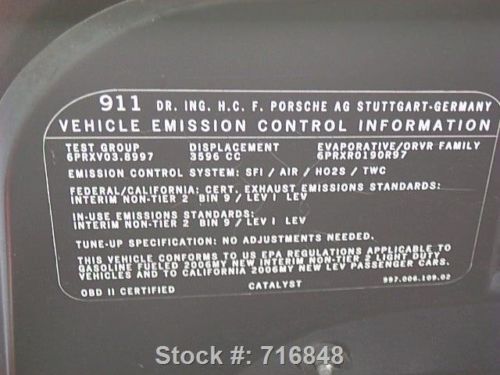 911 DR. ING. H.C. F. PORSCHE AG STUTTGART-GERMANY
VEHICLE EMISSION CONTROL INFORMATION
TEST GROUP DISPLACEMENT EVAPORATIVE/ORVR FAMILY
6PRXV03.8997 3596 CC 6PRXR0190R97
EMISSION CONTROL SYSTEM: SFI / AIR / HO2S / TWC
FEDERAL/CALIFORNIA: CERT. EXHAUST EMISSIONS STANDARDS:
INTERIM NON-TIER 2 BIN 9 / LEV I LEV
IN-USE EMISSIONS STANDARDS:
INTERIM NON-TIER 2 BIN 9 / LEV I LEV
TUNE-UP SPECIFICATION: NO ADJUSTMENTS NEEDED.
THIS VEHICLE CONFORMS TO US EPA REGULATIONS APPLICABLE TO
GASOLINE FUELED 2006MY NEW INTERIM NON-TIER 2 LIGHT DUTY
VEHICLES AND TO CALIFORNIA 2006MY NEW LEV PASSENGER CARS.
OBD II CERTIFIED CATALYST 997.006.109.02
Stock #: 716848